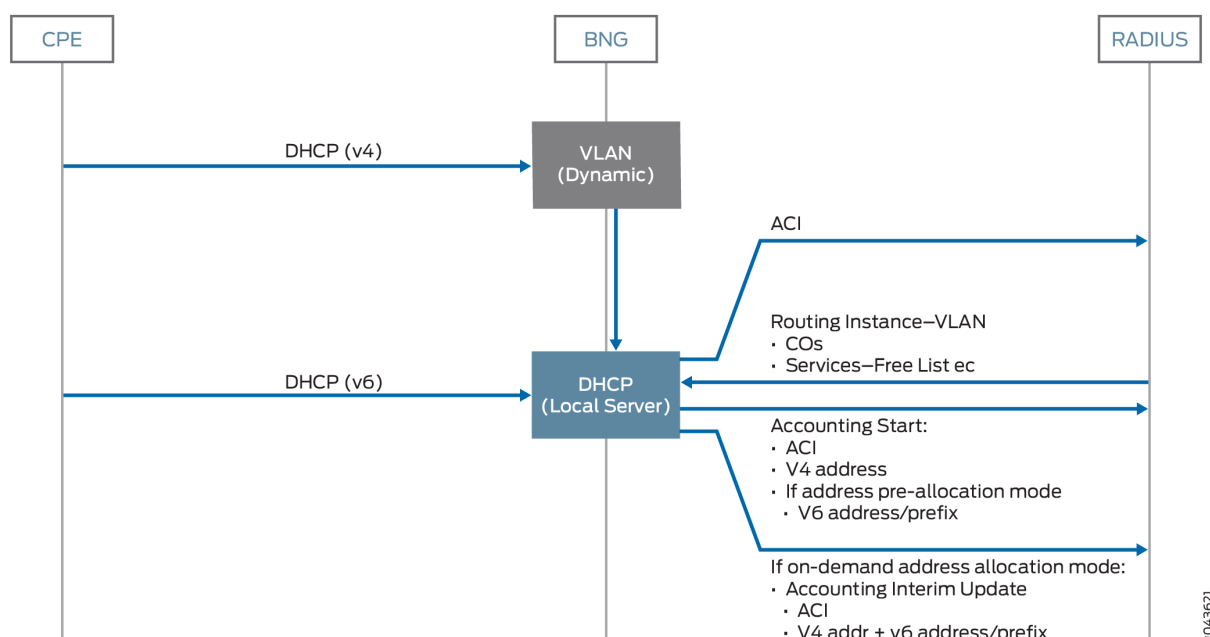 CPE
BNG
RADIUS
DHCP (v4)
VLAN
(Dynamic)
ACI
Routing Instance–VLAN
· COs
· Services–Free List ec
DHCP (v6)
DHCP
(Local Server)
Accounting Start:
· ACI
· V4 address
· If address pre-allocation mode
· V6 address/prefix
If on-demand address allocation mode:
· Accounting Interim Update
· ACI
· V4 addr + v6 address/prefix
043621